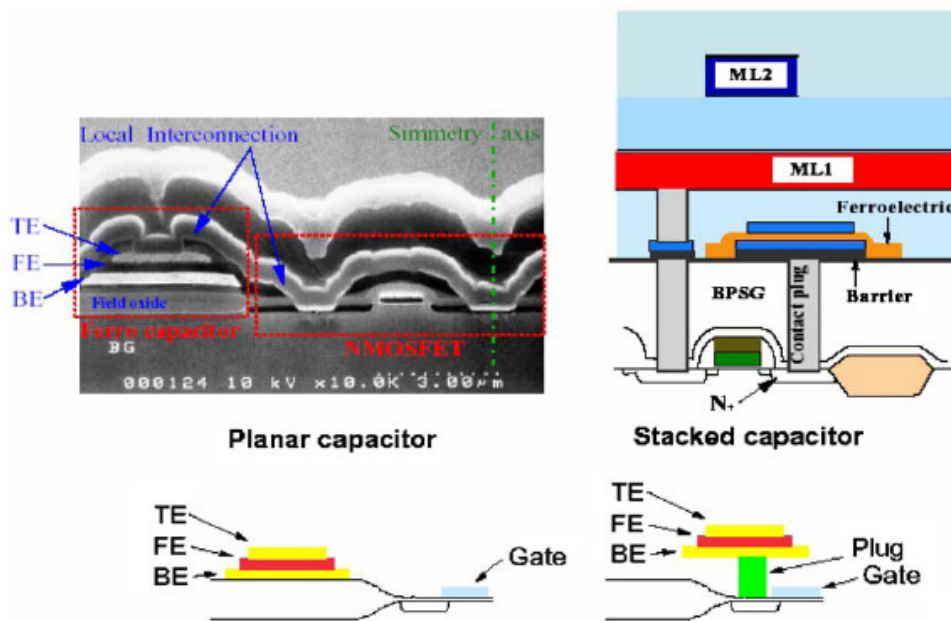 Local Interconnection
Simmetry axis
TE
FE
BE
Field oxide
Ferro capacitor
NMOSFET
BG
000124 10 kV x10.0K 3.00µm
Planar capacitor
ML2
ML1
Ferroelectric
BPSG
Contact plug
Barrier
N+
Stacked capacitor
TE
FE
BE
Gate
TE
FE
BE
Plug
Gate